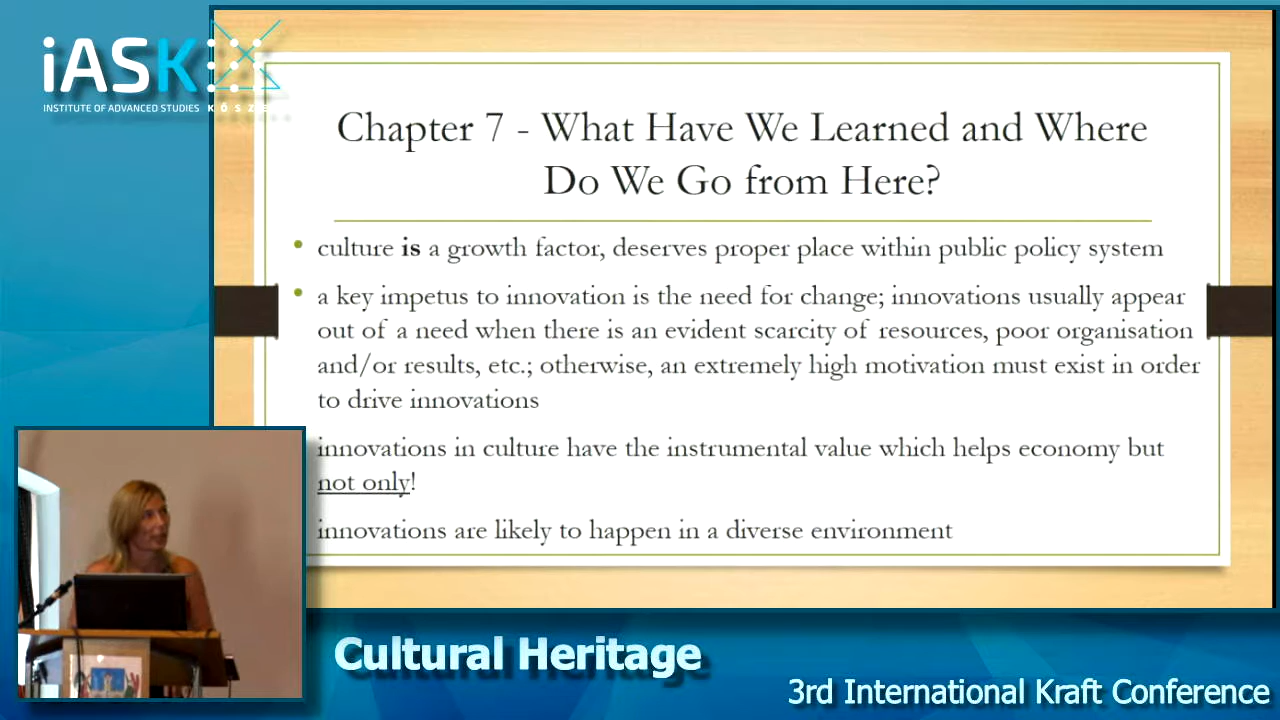 iASK
INSTITUTE OF ADVANCED STUDIES KŐSZ
Chapter 7 - What Have We Learned and Where
Do We Go from Here?
culture is a growth factor, deserves proper place within public policy system
a key impetus to innovation is the need for change; innovations usually appear
out of a need when there is an evident scarcity of resources, poor organisation
and/or results, etc.; otherwise, an extremely high motivation must exist in order
to drive innovations
innovations in culture have the instrumental value which helps economy but
not only!
innovations are likely to happen in a diverse environment
Cultural Heritage
3rd International Kraft Conference